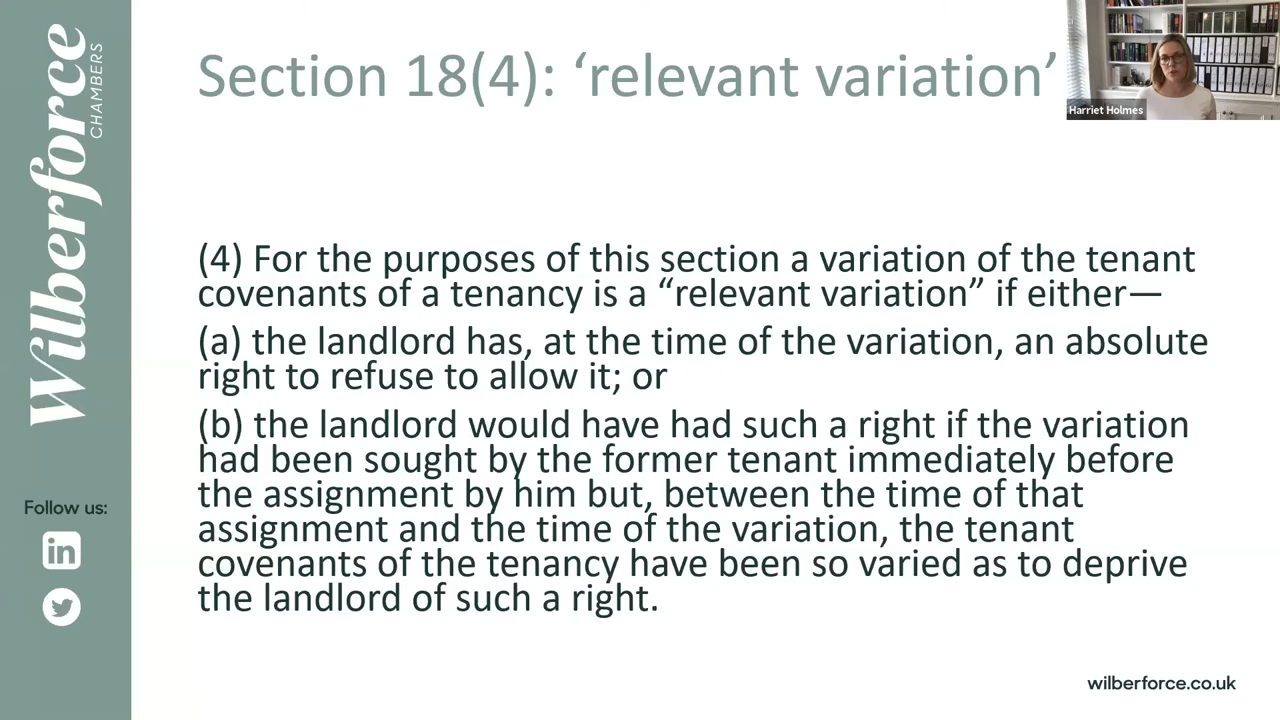 Wilberforce
CHAMBERS
Follow us:
in
Section 18(4): ‘relevant variation’
Harriet Holmes
(4) For the purposes of this section a variation of the tenant
covenants of a tenancy is a “relevant variation” if either—
(a) the landlord has, at the time of the variation, an absolute
right to refuse to allow it; or
(b) the landlord would have had such a right if the variation
had been sought by the former tenant immediately before
the assignment by him but, between the time of that
assignment and the time of the variation, the tenant
covenants of the tenancy have been so varied as to deprive
the landlord of such a right.
wilberforce.co.uk